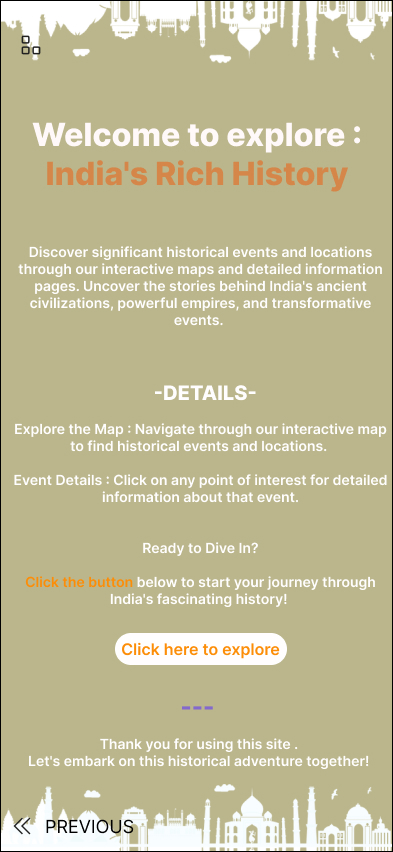 Welcome to explore :
India's Rich History
Discover significant historical events and locations
through our interactive maps and detailed information
pages. Uncover the stories behind India's ancient
civilizations, powerful empires, and transformative
events.
-DETAILS-
Explore the Map : Navigate through our interactive map
to find historical events and locations.
Event Details : Click on any point of interest for detailed
information about that event.
Ready to Dive In?
Click the button below to start your journey through
India's fascinating history!
Click here to explore
---
Thank you for using this site .
Let's embark on this historical adventure together!
PREVIOUS